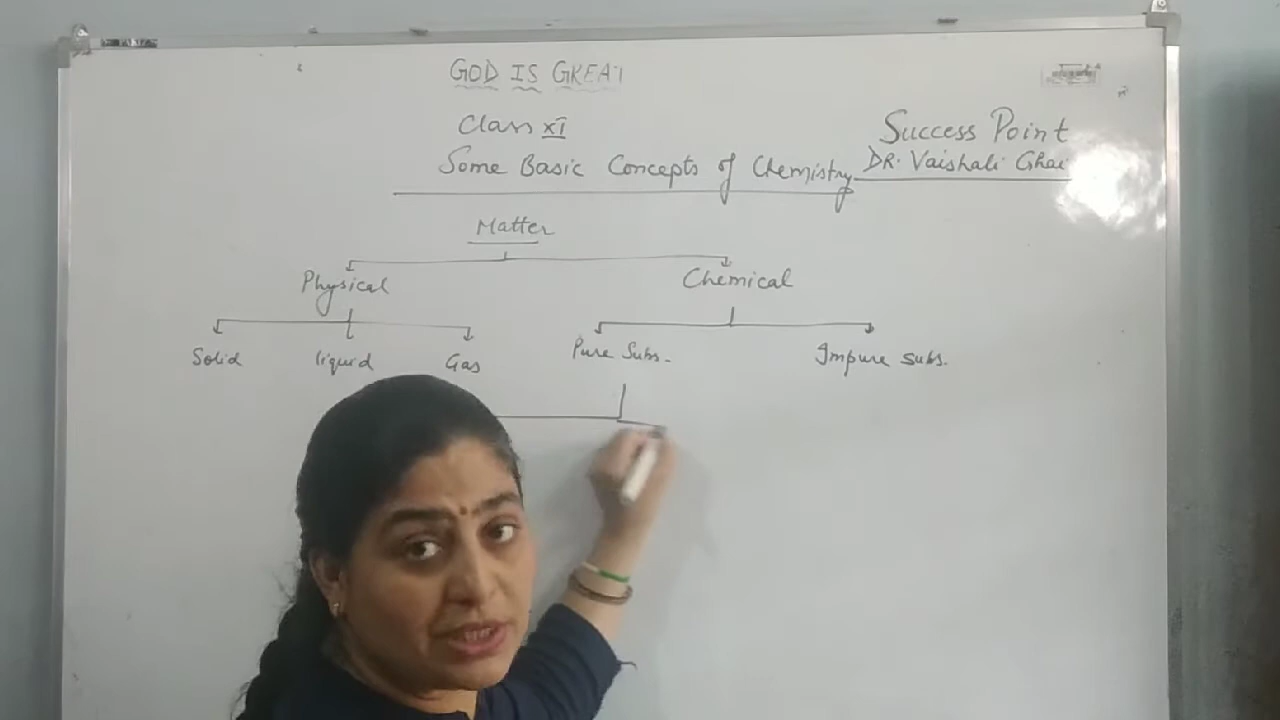 GOD IS GREAT
Class XI
Success Point
Some Basic Concepts of Chemistry
DR. Vaishali Ghai
Matter
Physical Chemical
Solid liquid Gas Pure Subs. Impure subs.